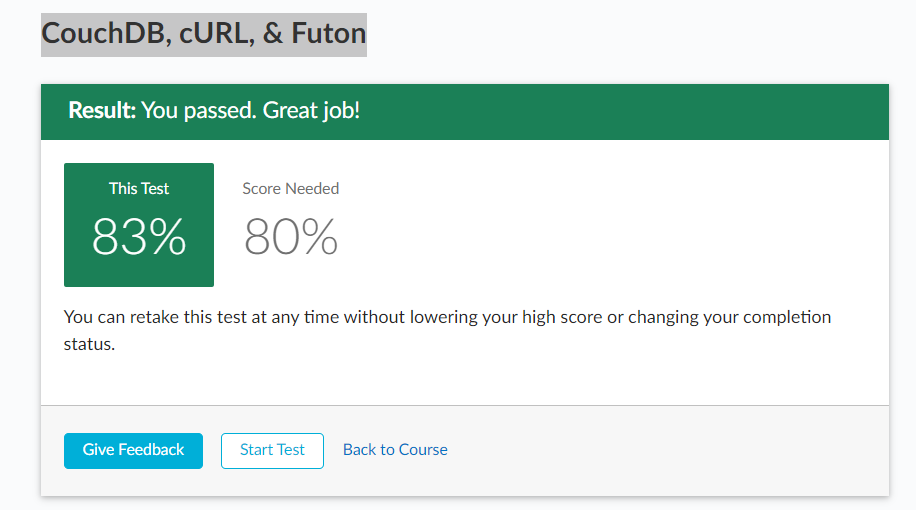 CouchDB, cURL, & Futon
Result: You passed. Great job!
This Test
Score Needed
83%
80%
You can retake this test at any time without lowering your high score or changing your completion
status.
Give Feedback
Start Test
Back to Course